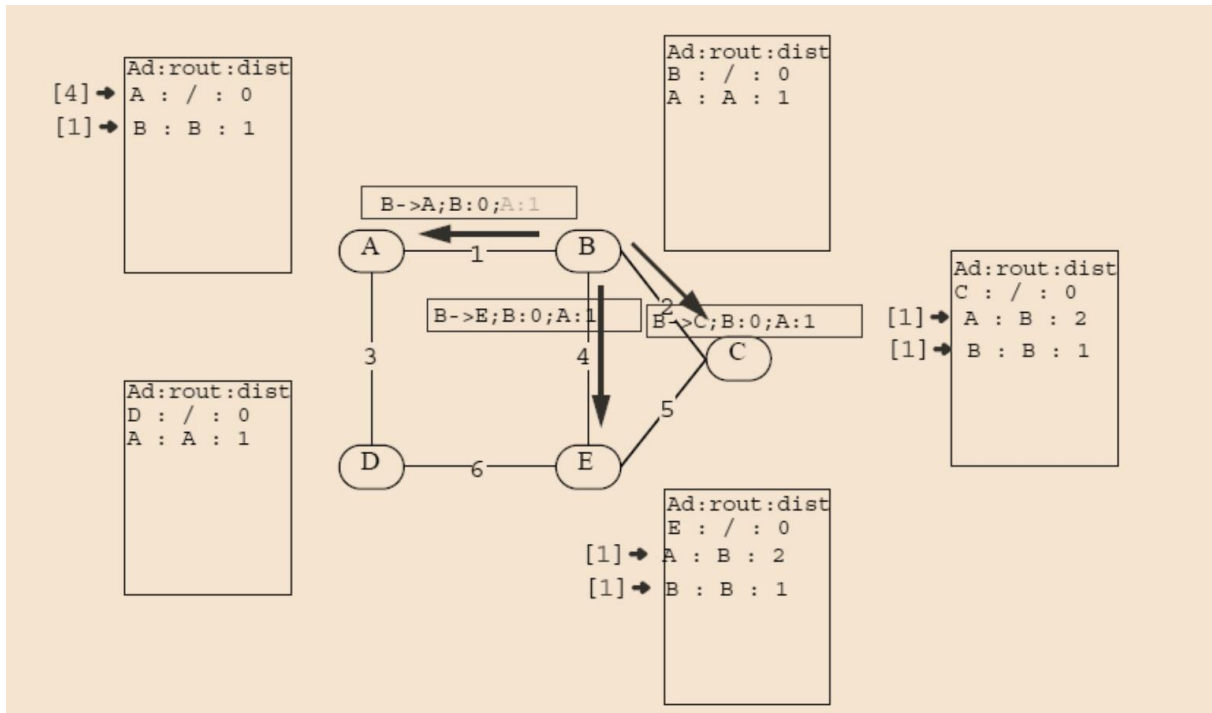 Ad:rout:dist
[4] A : / : 0
[1] B : B : 1
Ad:rout:dist
B : / : 0
A : A : 1
B->A;B:0;A:1
A
B
1
B->E;B:0;A:1
2
B->C;B:0;A:1
Ad:rout:dist
C : / : 0
[1] A : B : 2
[1] B : B : 1
C
3
4
5
Ad:rout:dist
D : / : 0
A : A : 1
D
6
E
Ad:rout:dist
E : / : 0
[1] A : B : 2
[1] B : B : 1